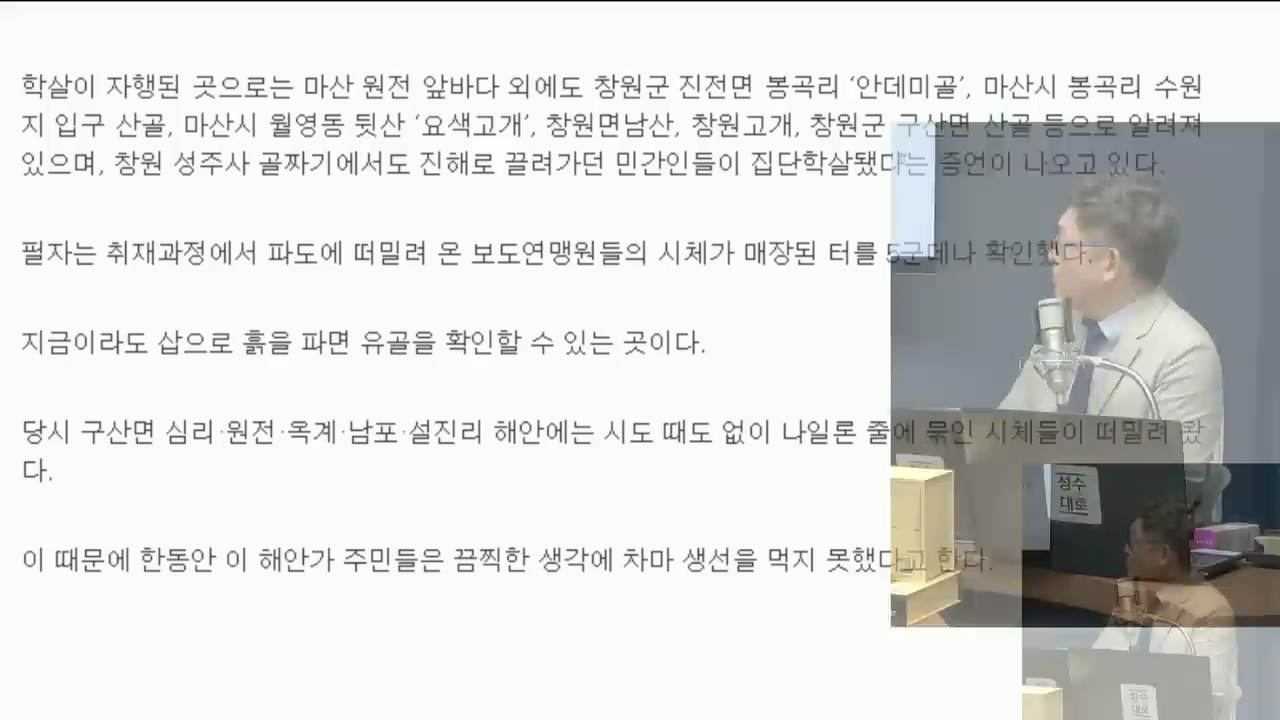 학살이 자행된 곳으로는 마산 원전 앞바다 외에도 창원군 진전면 봉곡리 ‘안데미골’, 마산시 봉곡리 수원
지 입구 산골, 마산시 월영동 뒷산 ‘요색고개’, 창원면남산, 창원고개, 창원군 구산면 산골 등으로 알려져
있으며, 창원 성주사 골짜기에서도 진해로 끌려가던 민간인들이 집단학살됐다는 증언이 나오고 있다.
펄자는 취재과정에서 파도에 떠밀려 온 보도연맹원들의 시체가 매장된 터를 5군데나 확인했다.
지금이라도 삽으로 흙을 파면 유골을 확인할 수 있는 곳이다.
당시 구산면 심리·원전·옥계·남포·설진리 해안에는 시도 때도 없이 나일론 줄에 묶인 시체들이 떠밀려 왔
다.
이 때문에 한동안 이 해안가 주민들은 끔찍한 생각에 차마 생선을 먹지 못했다고 한다.
성수
대로
성수
대로